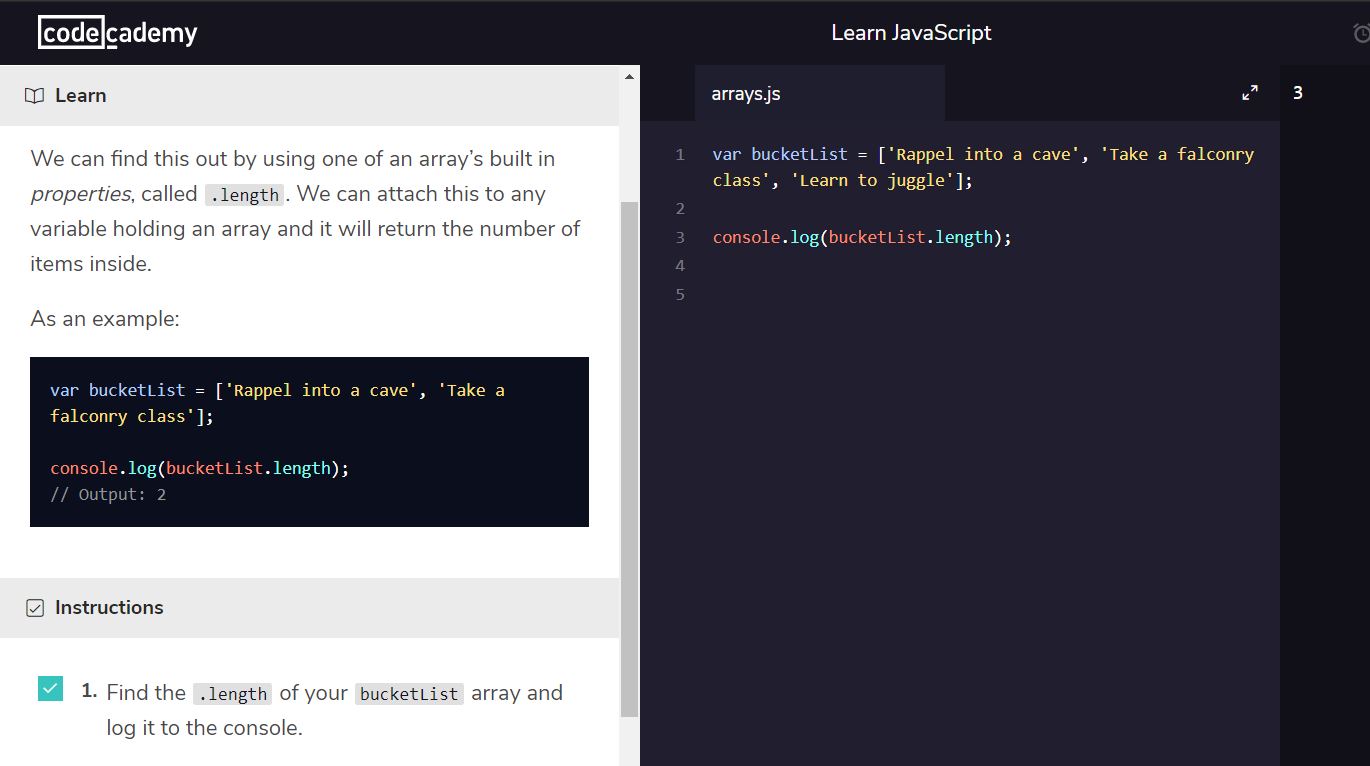 codecademy
Learn JavaScript
Learn
We can find this out by using one of an array’s built in
properties, called .length. We can attach this to any
variable holding an array and it will return the number of
items inside.
As an example:
var bucketList = ['Rappel into a cave', 'Take a
falconry class'];
console.log(bucketList.length);
// Output: 2
Instructions
1. Find the .length of your bucketList array and
log it to the console.
arrays.js
1 var bucketList = ['Rappel into a cave', 'Take a falconry
class', 'Learn to juggle'];
2
3 console.log(bucketList.length);
4
5
3